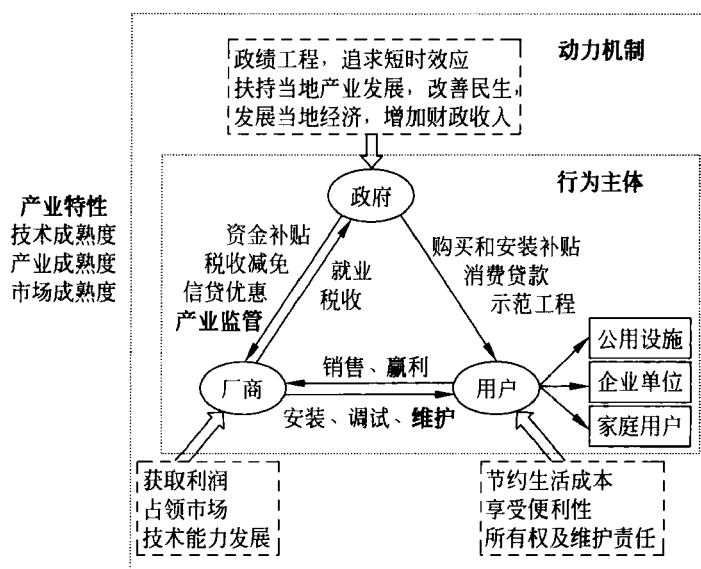 动力机制
政绩工程，追求短时效应
扶持当地产业发展，改善民生，
发展当地经济，增加财政收入
行为主体
政府
产业特性
技术成熟度
产业成熟度
市场成熟度
资金补贴
税收减免
信贷优惠
产业监管
就业
税收
购买和安装补贴
消费贷款
示范工程
厂商
销售、赢利
安装、调试、维护
用户
公用设施
企业单位
家庭用户
获取利润
占领市场
技术能力发展
节约生活成本
享受便利性
所有权及维护责任